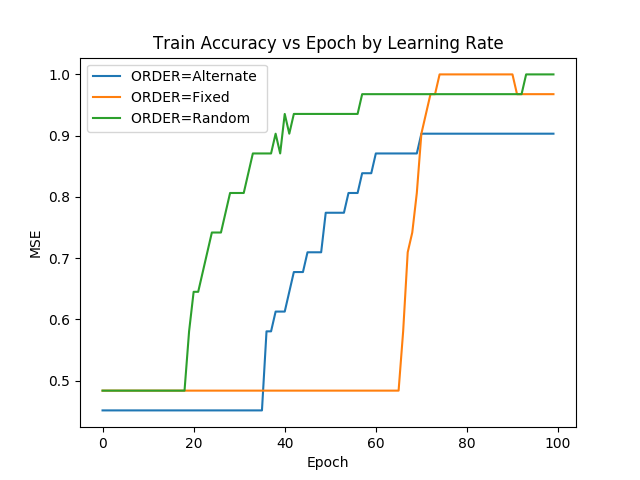 Train Accuracy vs Epoch by Learning Rate
ORDER=Alternate
ORDER=Fixed
ORDER=Random
MSE
1.0
0.9
0.8
0.7
0.6
0.5
0 20 40 60 80 100
Epoch